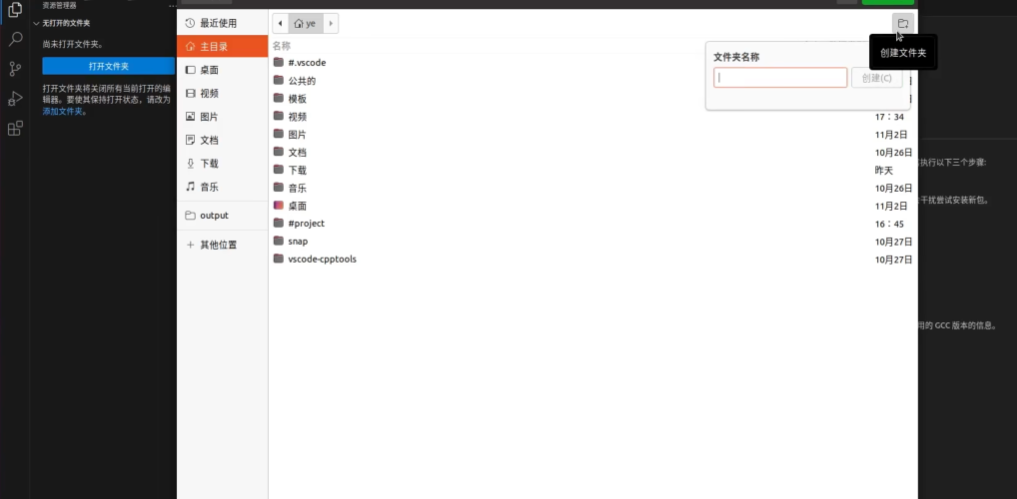 资源管理器
无打开的文件夹
尚未打开文件夹。
打开文件夹
打开文件夹将关闭所有当前打开的编
辑器。要使其保持打开状态，请改为
添加文件夹。
最近使用
主目录
桌面
视频
图片
文档
下载
音乐
output
其他位置
ye
名称
#.vscode
公共的
模板
视频 17：34
图片 11月2日
文档 10月26日
下载 昨天
音乐 10月26日
桌面 11月2日
#project 16：45
snap 10月27日
vscode-cpptools 10月27日
文件夹名称
创建(C)
创建文件夹
执行以下三个步骤:
干扰尝试安装新包。
用的 GCC 版本的信息。